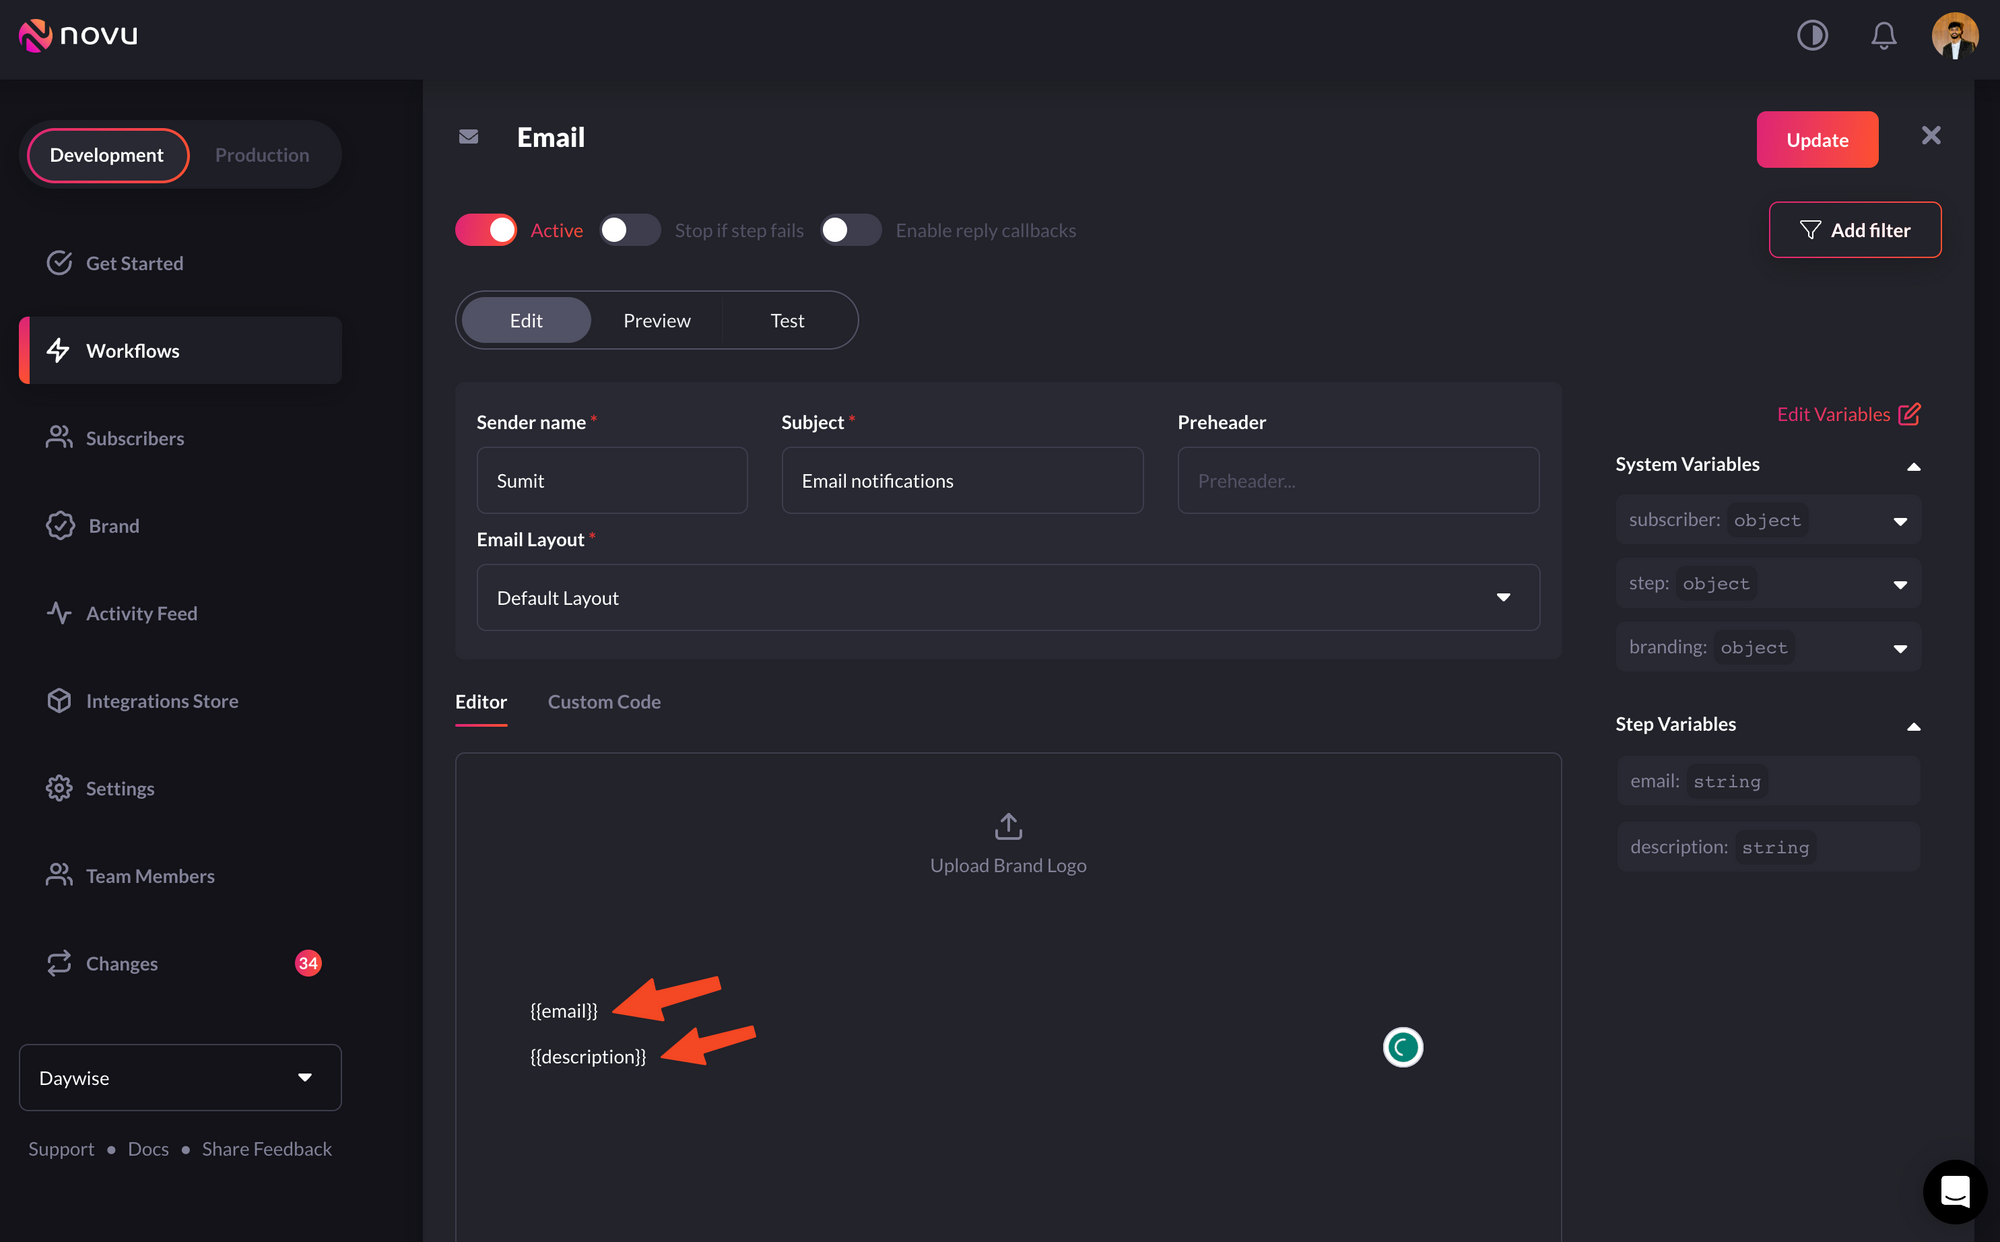 novu
Development
Production
Get Started
Workflows
Subscribers
Brand
Activity Feed
Integrations Store
Settings
Team Members
Changes
34
Daywise
Support • Docs • Share Feedback
Email
Update
Active
Stop if step fails
Enable reply callbacks
Add filter
Edit
Preview
Test
Sender name *
Subject *
Preheader
Sumit
Email notifications
Preheader...
Email Layout *
Default Layout
Editor
Custom Code
Upload Brand Logo
{{email}}
{{description}}
Edit Variables
System Variables
subscriber: object
step: object
branding: object
Step Variables
email: string
description: string